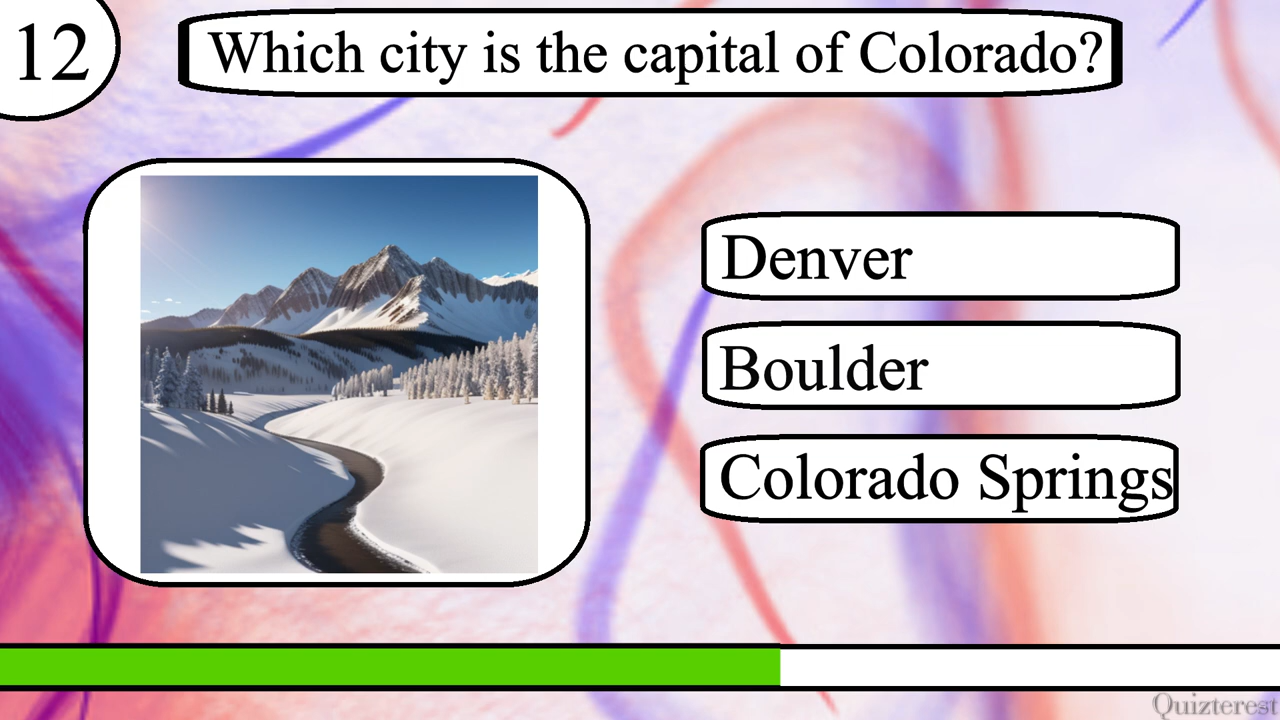 12
Which city is the capital of Colorado?
Denver
Boulder
Colorado Springs
Quizterest